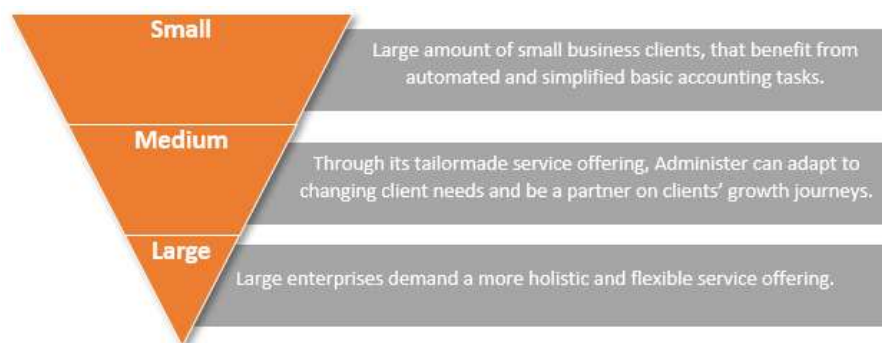 Small
Large amount of small business clients, that benefit from
automated and simplified basic accounting tasks.
Medium
Through its tailormade service offering, Administer can adapt to
changing client needs and be a partner on clients’ growth journeys.
Large
Large enterprises demand a more holistic and flexible service offering.